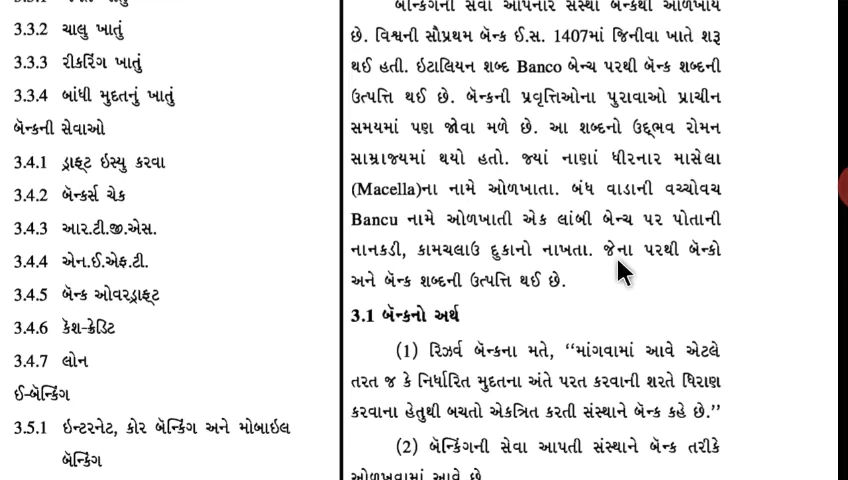 3.3.2 ચાલુ ખાતું
3.3.3 રીકરિંગ ખાતું
3.3.4 બાંધી મુદતનું ખાતું
બૅન્કની સેવાઓ
3.4.1 ડ્રાફ્ટ ઇસ્યુ કરવા
3.4.2 બૅન્કર્સ ચેક
3.4.3 આર.ટી.જી.એસ.
3.4.4 એન.ઈ.એફ.ટી.
3.4.5 બૅન્ક ઓવરડ્રાફ્ટ
3.4.6 કૅશ-ક્રેડિટ
3.4.7 લોન
ઈ-બૅન્કિંગ
3.5.1 ઇન્ટરનેટ, કોર બૅન્કિંગ અને મોબાઇલ
બૅન્કિંગ
બૅન્કિંગની સેવા આપનાર સંસ્થા બૅન્કથી ઓળખાય
છે. વિશ્વની સૌપ્રથમ બૅન્ક ઈ.સ. 1407માં જિનીવા ખાતે શરૂ
થઈ હતી. ઇટાલિયન શબ્દ Banco બેન્ચ પરથી બૅન્ક શબ્દની
ઉત્પત્તિ થઈ છે. બૅન્કની પ્રવૃત્તિઓના પુરાવાઓ પ્રાચીન
સમયમાં પણ જોવા મળે છે. આ શબ્દનો ઉદ્ભવ રોમન
સામ્રાજ્યમાં થયો હતો. જ્યાં નાણાં ધીરનાર માસેલા
(Macella)ના નામે ઓળખાતા. બંધ વાડાની વચ્ચોવચ
Bancu નામે ઓળખાતી એક લાંબી બેન્ચ પર પોતાની
નાનકડી, કામચલાઉ દુકાનો નાખતા. જેના પરથી બૅન્કો
અને બૅન્ક શબ્દની ઉત્પત્તિ થઈ છે.
3.1 બૅન્કનો અર્થ
(1) રિઝર્વ બૅન્કના મતે, “માંગવામાં આવે એટલે
તરત જ કે નિર્ધારિત મુદતના અંતે પરત કરવાની શરતે ધિરાણ
કરવાના હેતુથી બચતો એકત્રિત કરતી સંસ્થાને બૅન્ક કહે છે.”
(2) બૅન્કિંગની સેવા આપતી સંસ્થાને બૅન્ક તરીકે
ઓળખવામાં આવે છે.